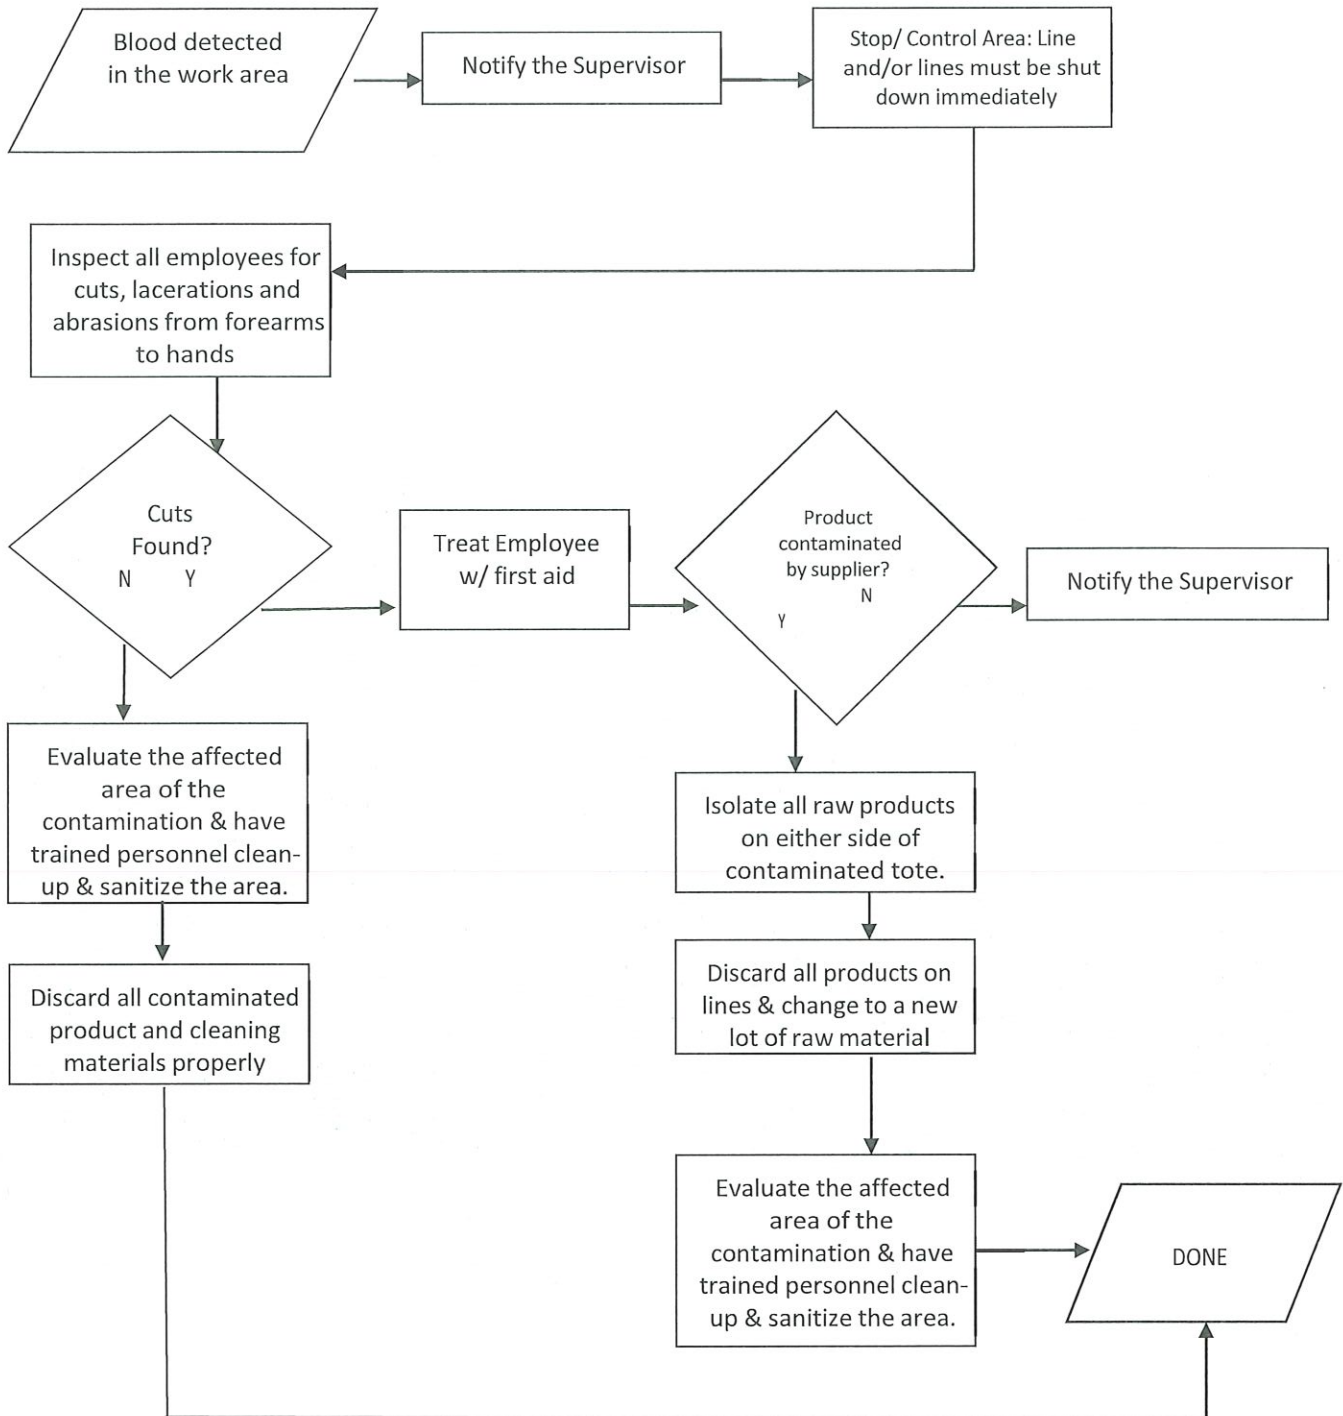 Blood detected
in the work area
Notify the Supervisor
Stop/ Control Area: Line
and/or lines must be shut
down immediately
Inspect all employees for
cuts, lacerations and
abrasions from forearms
to hands
Cuts
Found?
N Y
Treat Employee
w/ first aid
Product
contaminated
by supplier?
N
Y
Notify the Supervisor
Evaluate the affected
area of the
contamination & have
trained personnel clean-
up & sanitize the area.
Isolate all raw products
on either side of
contaminated tote.
Discard all contaminated
product and cleaning
materials properly
Discard all products on
lines & change to a new
lot of raw material
Evaluate the affected
area of the
contamination & have
trained personnel clean-
up & sanitize the area.
DONE